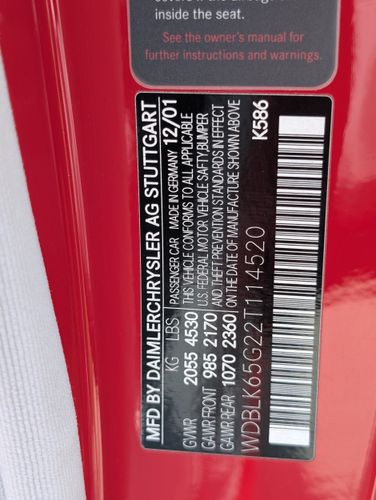 inside the seat.
See the owner's manual for
further instructions and warnings.
MFD BY DAIMLERCHRYSLER AG STUTTGART
PASSENGER CAR MADE IN GERMANY 12/01
KG LBS
GVWR 2055 4530
GAWR FRONT 985 2170
GAWR REAR 1070 2360
THIS VEHICLE CONFORMS TO ALL APPLICABLE
U.S. FEDERAL MOTOR VEHICLE SAFTY, BUMPER
AND THEFT PREVENTION STANDARDS IN EFFECT
ON THE DATE OF MANUFACTURE SHOWN ABOVE
WDBLK65G22T114520 K586